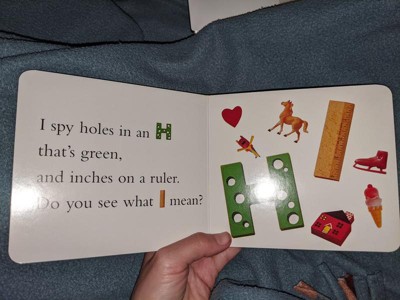 I spy holes in an H
that's green,
and inches on a ruler.
Do you see what I mean?